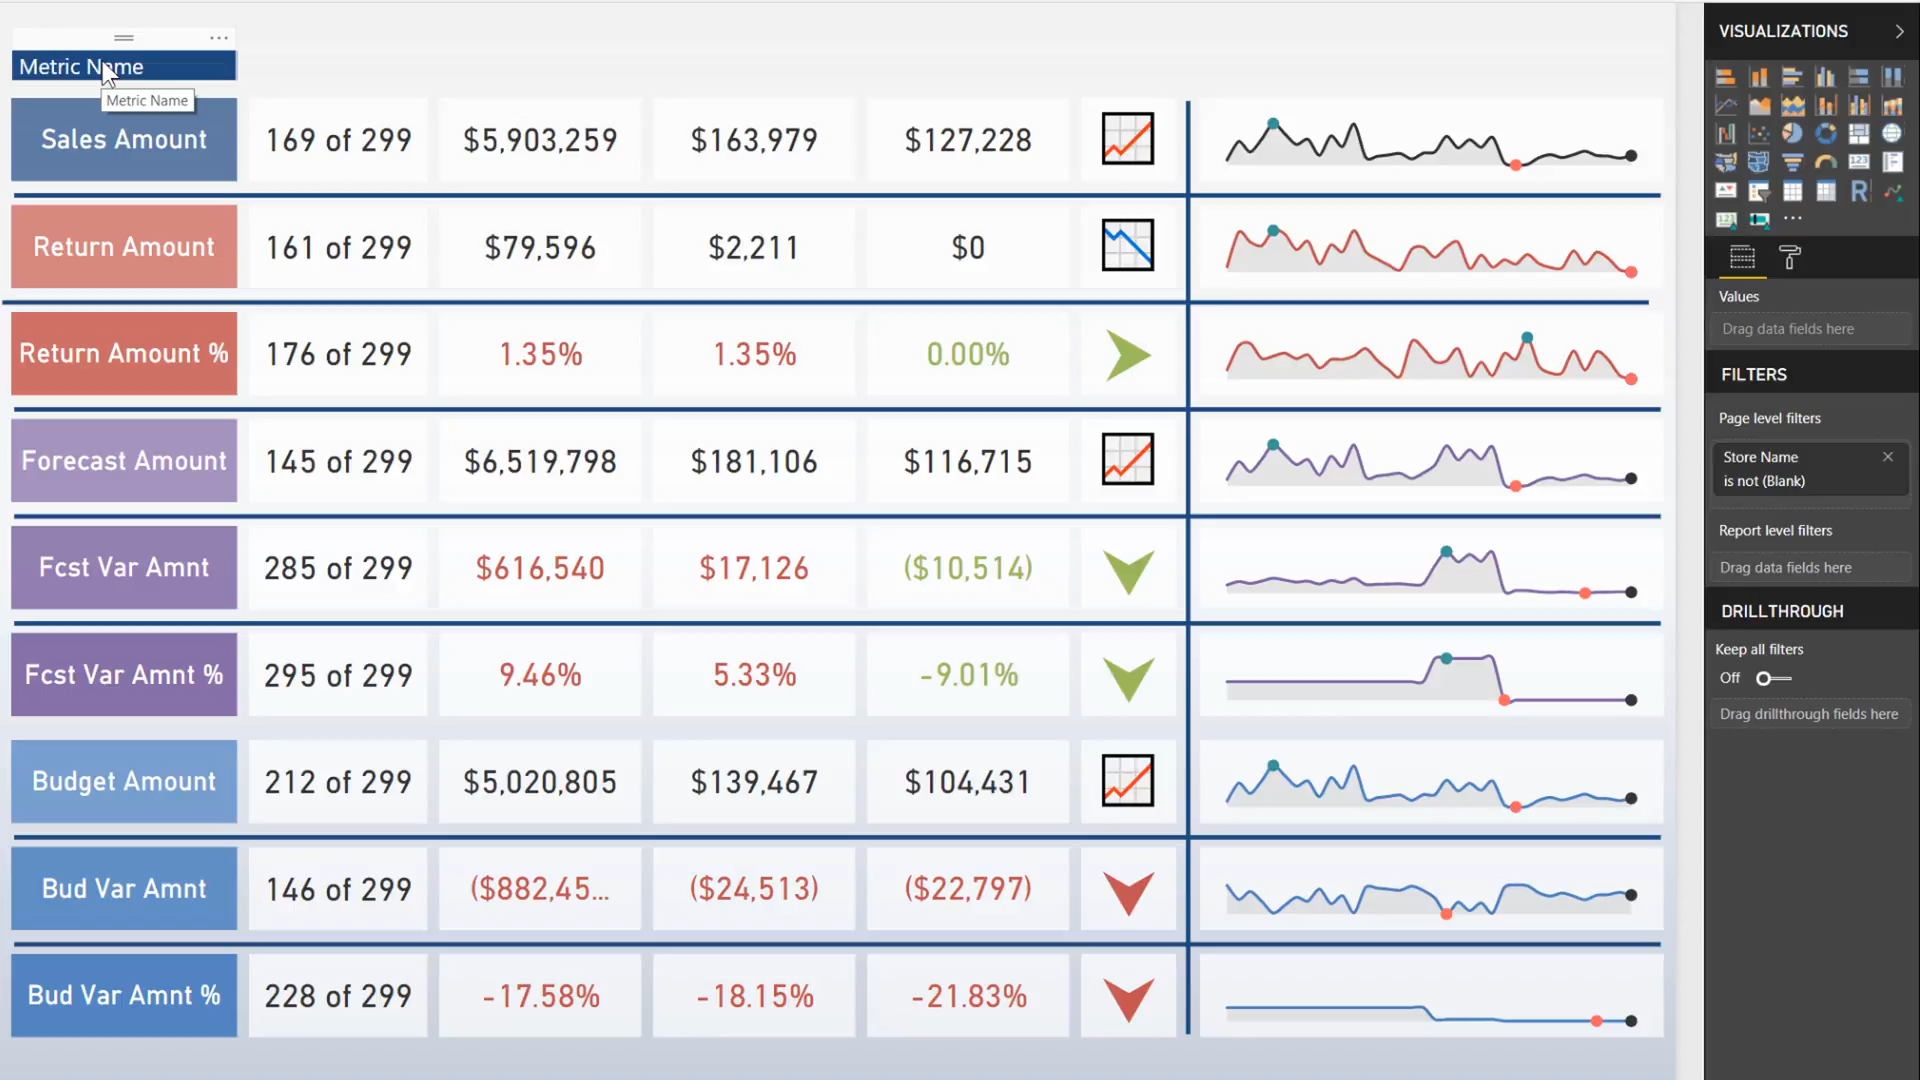 Metric Name
Metric Name
Sales Amount 169 of 299 $5,903,259 $163,979 $127,228
Return Amount 161 of 299 $79,596 $2,211 $0
Return Amount % 176 of 299 1.35% 1.35% 0.00%
Forecast Amount 145 of 299 $6,519,798 $181,106 $116,715
Fcst Var Amnt 285 of 299 $616,540 $17,126 ($10,514)
Fcst Var Amnt % 295 of 299 9.46% 5.33% -9.01%
Budget Amount 212 of 299 $5,020,805 $139,467 $104,431
Bud Var Amnt 146 of 299 ($882,45... ($24,513) ($22,797)
Bud Var Amnt % 228 of 299 -17.58% -18.15% -21.83%
VISUALIZATIONS
R
Values
Drag data fields here
FILTERS
Page level filters
Store Name
is not (Blank)
Report level filters
Drag data fields here
DRILLTHROUGH
Keep all filters
Off
Drag drillthrough fields here